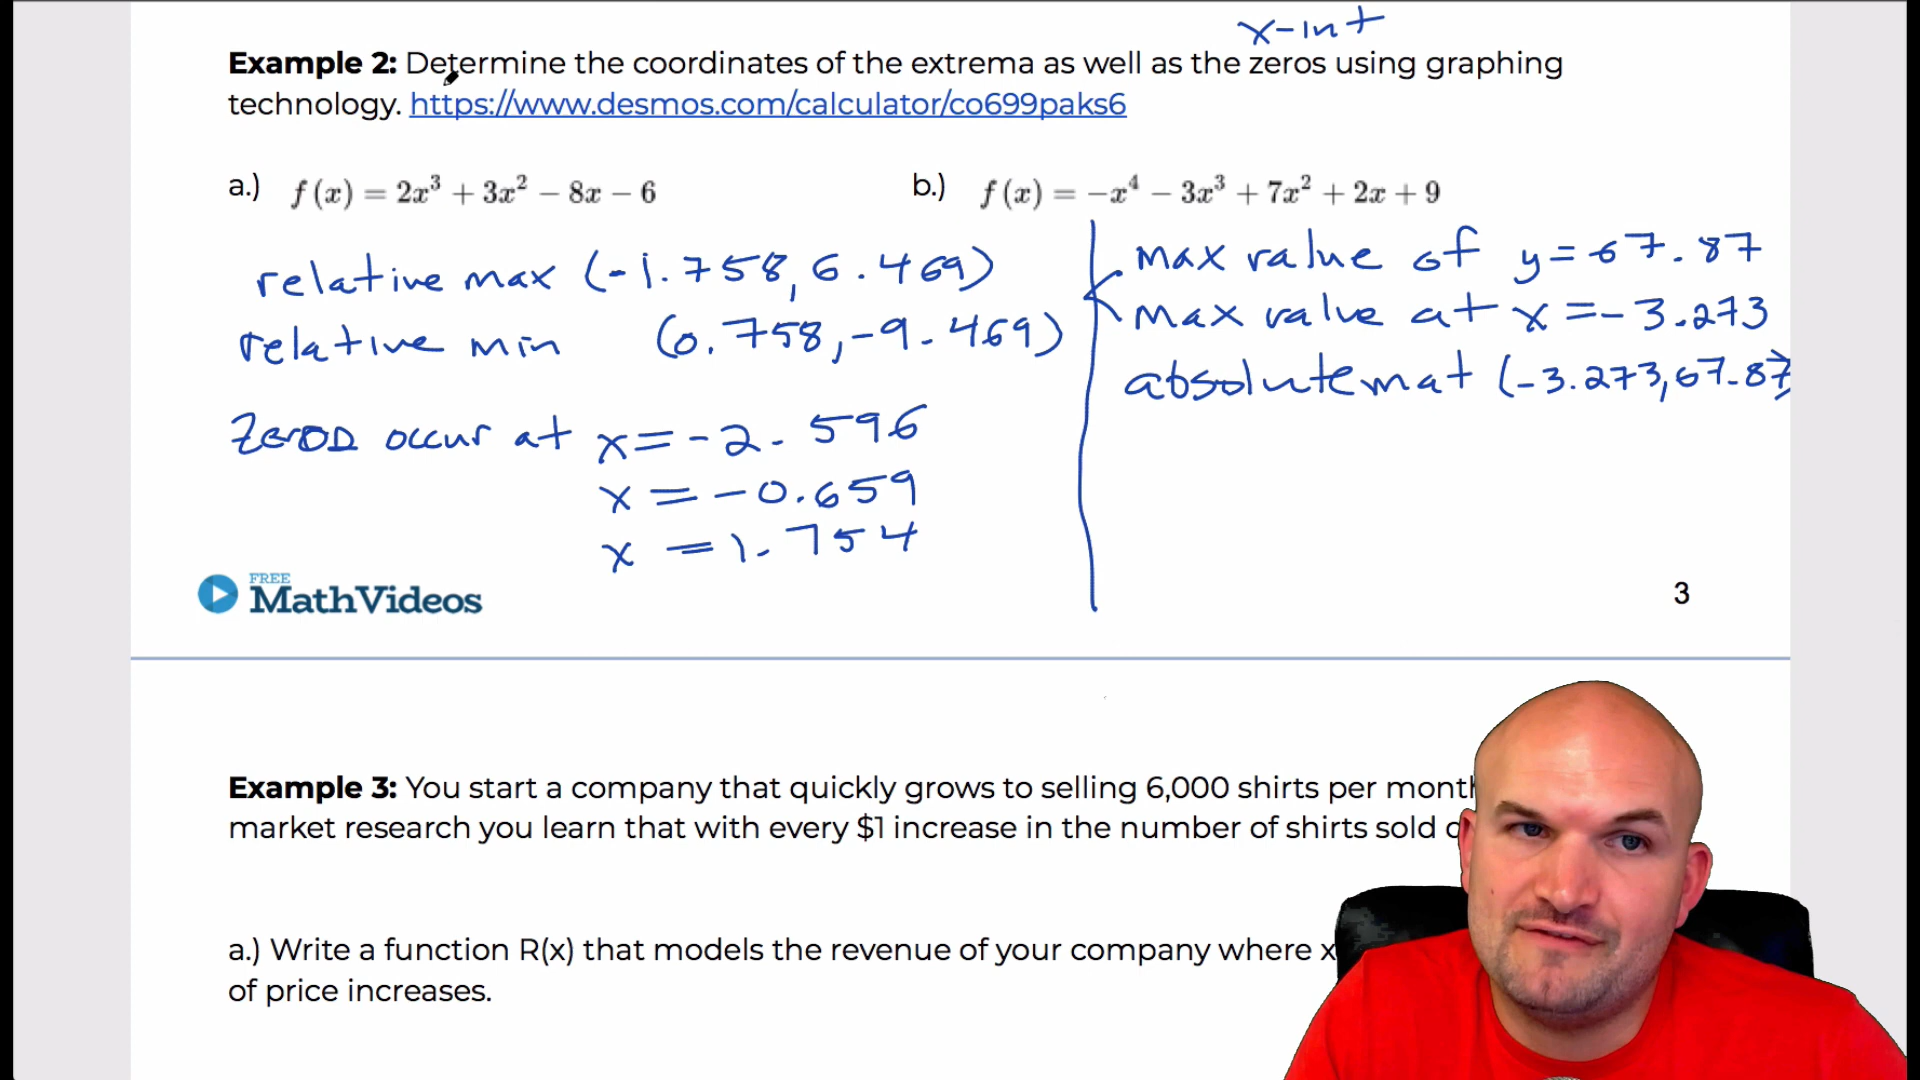 x-int
Example 2: Determine the coordinates of the extrema as well as the zeros using graphing
technology. https://www.desmos.com/calculator/co699paks6
a.) f(x) = 2x³ + 3x² − 8x − 6
b.) f(x) = −x⁴ − 3x³ + 7x² + 2x + 9
relative max (-1.758, 6.469)
relative min (0.758, -9.469)
zeros occur at x = -2.596
x = -0.659
x = 1.754
max value of y = 67.87
max value at x = -3.273
absolute mat (-3.273, 67.87)
FREE
MathVideos
3
Example 3: You start a company that quickly grows to selling 6,000 shirts per month
market research you learn that with every $1 increase in the number of shirts sold
a.) Write a function R(x) that models the revenue of your company where x
of price increases.